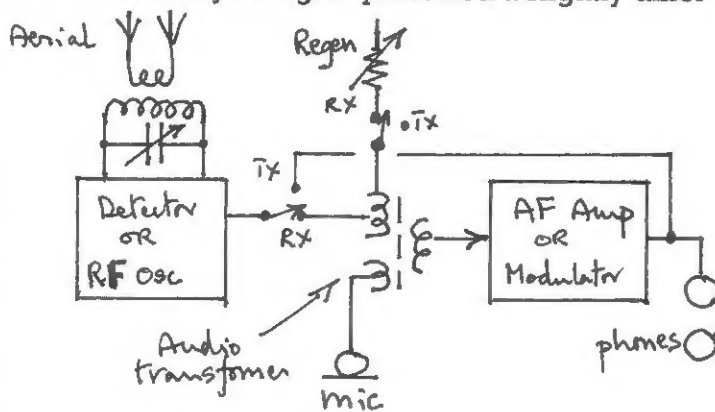 Aerial
Regen
RX
TX
TX
RX
Detector
OR
RF Osc
AF Amp
OR
Modulator
Audio
transfomer
mic
phones